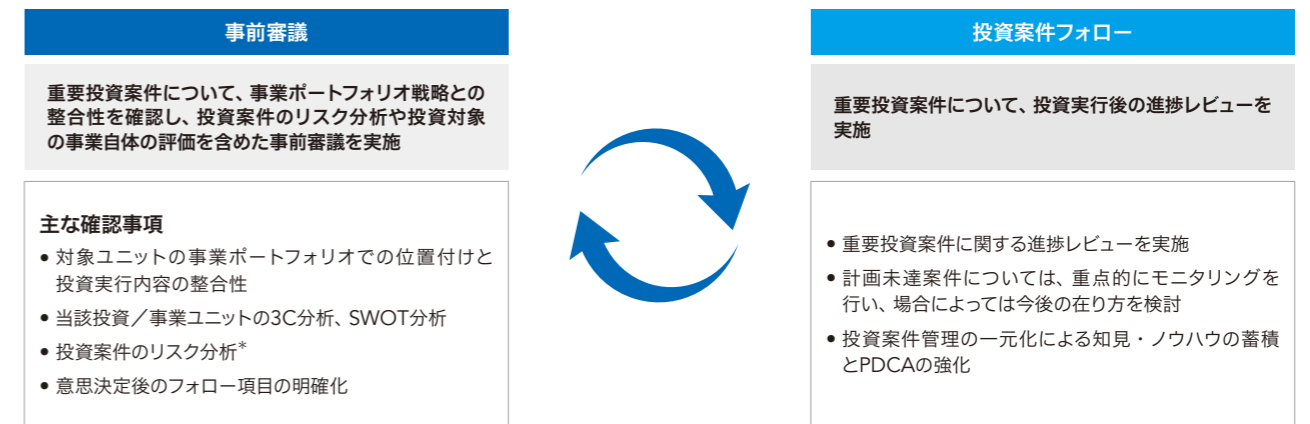 事前審議
重要投資案件について、事業ポートフォリオ戦略との
整合性を確認し、投資案件のリスク分析や投資対象
の事業自体の評価を含めた事前審議を実施
主な確認事項
• 対象ユニットの事業ポートフォリオでの位置付けと
投資実行内容の整合性
• 当該投資／事業ユニットの3C分析、SWOT分析
• 投資案件のリスク分析*
• 意思決定後のフォロー項目の明確化
投資案件フォロー
重要投資案件について、投資実行後の進捗レビューを
実施
• 重要投資案件に関する進捗レビューを実施
• 計画未達案件については、重点的にモニタリングを
行い、場合によっては今後の在り方を検討
• 投資案件管理の一元化による知見・ノウハウの蓄積
とPDCAの強化